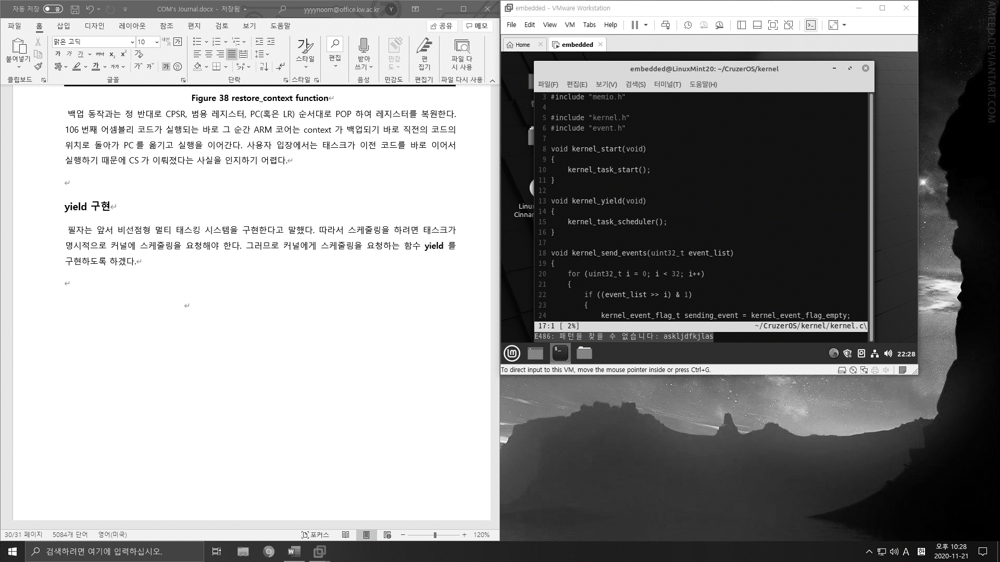 자동 저장 끔 COM's Journal.docx - 저장됨 yyyynoom@office.kw.ac.kr Y
파일 홈 삽입 디자인 레이아웃 참조 편지 검토 보기 도움말 공유 메모
붙여넣기 맑은 고딕 10 스타일 편집 받아쓰기 민감도 편집기 파일 다시 사용
클립보드 글꼴 단락 스타일 음성 민감도 편집기 파일 다시 사용
Figure 38 restore_context function
백업 동작과는 정 반대로 CPSR, 범용 레지스터, PC(혹은 LR) 순서대로 POP 하여 레지스터를 복원한다.
106 번째 어셈블리 코드가 실행되는 바로 그 순간 ARM 코어는 context 가 백업되기 바로 직전의 코드의
위치로 돌아가 PC 를 옮기고 실행을 이어간다. 사용자 입장에서는 태스크가 이전 코드를 바로 이어서
실행하기 때문에 CS 가 이뤄졌다는 사실을 인지하기 어렵다.
yield 구현
필자는 앞서 비선점형 멀티 태스킹 시스템을 구현한다고 말했다. 따라서 스케줄링을 하려면 태스크가
명시적으로 커널에 스케줄링을 요청해야 한다. 그러므로 커널에게 스케줄링을 요청하는 함수 yield 를
구현하도록 하겠다.
30/31 페이지 5084개 단어 영어(미국) 포커스 120%
embedded - VMware Workstation
File Edit View VM Tabs Help
Home embedded
embedded@LinuxMint20: ~/CruzerOS/kernel
파일(F) 편집(E) 보기(V) 검색(S) 터미널(T) 도움말(H)
3 #include "memio.h"
4
5 #include "kernel.h"
6 #include "event.h"
7
8 void kernel_start(void)
9 {
10     kernel_task_start();
11 }
12
13 void kernel_yield(void)
14 {
15     kernel_task_scheduler();
16 }
17
18 void kernel_send_events(uint32_t event_list)
19 {
20     for (uint32_t i = 0; i < 32; i++)
21     {
22         if ((event_list >> i) & 1)
23         {
24             kernel_event_flag_t sending_event = kernel_event_flag_empty;
17:1 [ 2%] ~/CruzerOS/kernel/kernel.c\
E486: 패턴을 찾을 수 없습니다: askljdfkjlas
22:28
To direct input to this VM, move the mouse pointer inside or press Ctrl+G.
AMEED.DEVIANTART.COM
검색하려면 여기에 입력하십시오.
A 한 오후 10:28
2020-11-21